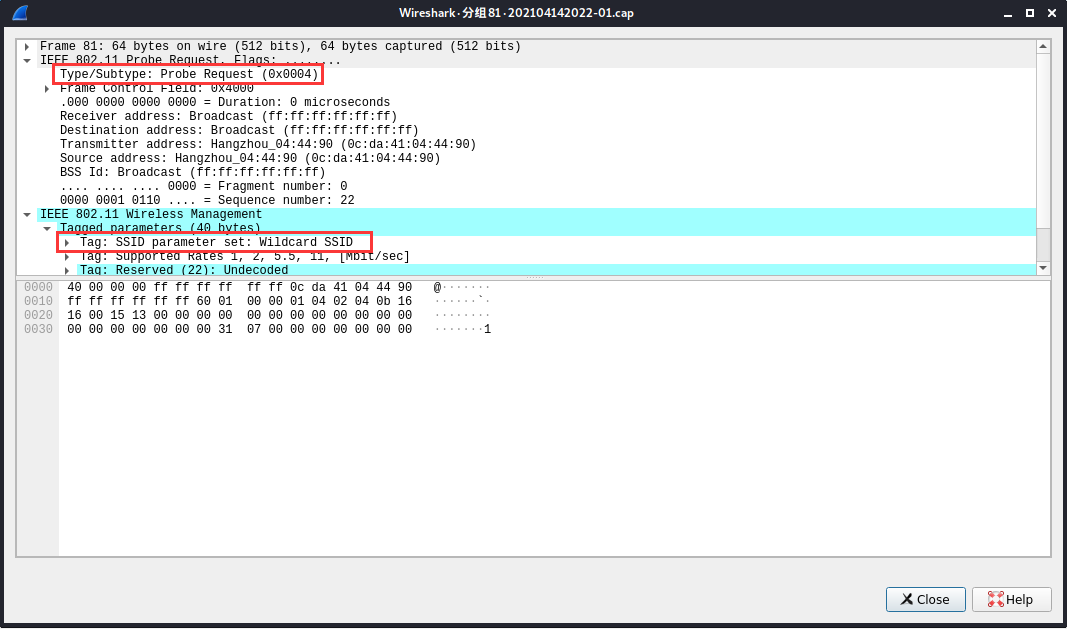 Wireshark·分组 81·202104142022-01.cap
Frame 81: 64 bytes on wire (512 bits), 64 bytes captured (512 bits)
IEEE 802.11 Probe Request, Flags: ........
Type/Subtype: Probe Request (0x0004)
Frame Control Field: 0x4000
.000 0000 0000 0000 = Duration: 0 microseconds
Receiver address: Broadcast (ff:ff:ff:ff:ff:ff)
Destination address: Broadcast (ff:ff:ff:ff:ff:ff)
Transmitter address: Hangzhou_04:44:90 (0c:da:41:04:44:90)
Source address: Hangzhou_04:44:90 (0c:da:41:04:44:90)
BSS Id: Broadcast (ff:ff:ff:ff:ff:ff)
.... .... .... 0000 = Fragment number: 0
0000 0001 0110 .... = Sequence number: 22
IEEE 802.11 Wireless Management
Tagged parameters (40 bytes)
Tag: SSID parameter set: Wildcard SSID
Tag: Supported Rates 1, 2, 5.5, 11, [Mbit/sec]
Tag: Reserved (22): Undecoded
0000 40 00 00 00 ff ff ff ff ff ff 0c da 41 04 44 90 @·······
0010 ff ff ff ff ff ff 60 01 00 00 01 04 02 04 0b 16 ······`·
0020 16 00 15 13 00 00 00 00 00 00 00 00 00 00 00 00 ········
0030 00 00 00 00 00 00 00 31 07 00 00 00 00 00 00 00 ·······1
Close
Help